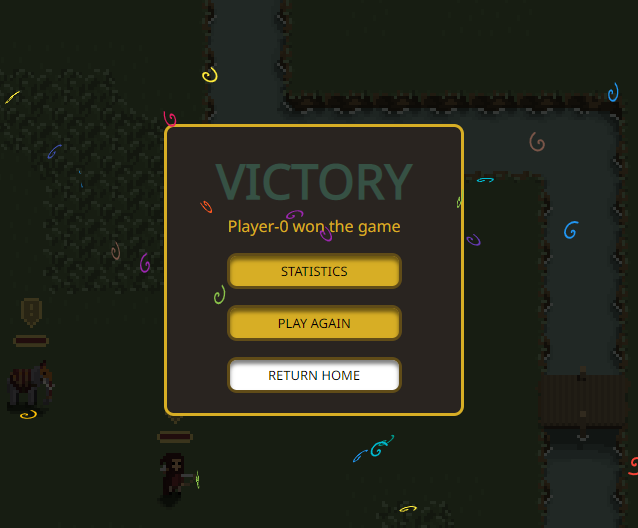 VICTORY
Player-0 won the game
STATISTICS
PLAY AGAIN
RETURN HOME